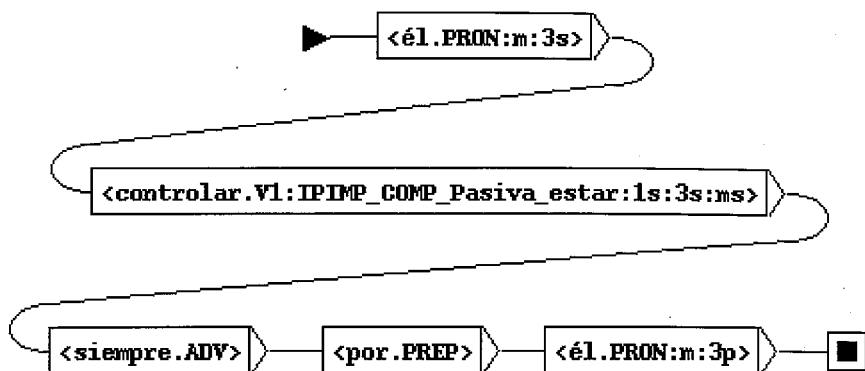 <él.PRON:m:3s>
<controlar.V1:IPIMP_COMP_Pasiva_estar:1s:3s:ms>
<siempre.ADV> <por.PREP> <él.PRON:m:3p>